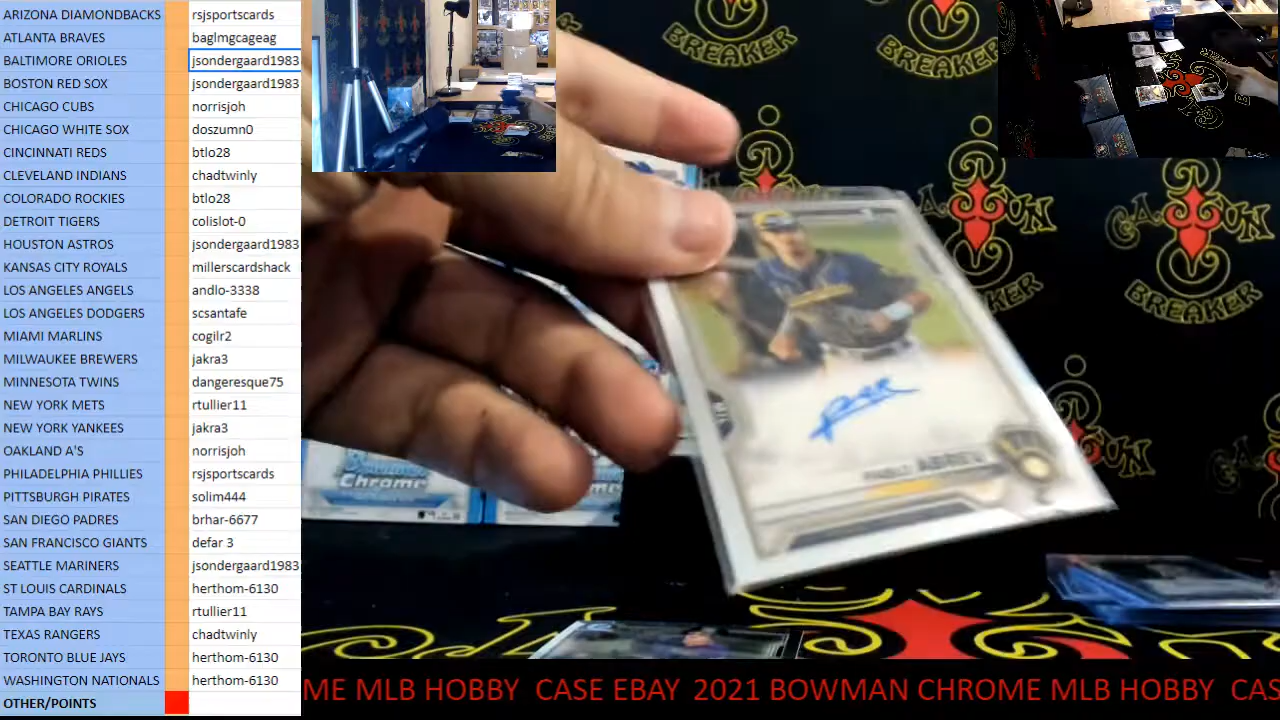 ARIZONA DIAMONDBACKS rsjsportscards
ATLANTA BRAVES baglmgcageag
BALTIMORE ORIOLES jsondergaard1983
BOSTON RED SOX jsondergaard1983
CHICAGO CUBS norrisjoh
CHICAGO WHITE SOX doszumn0
CINCINNATI REDS btlo28
CLEVELAND INDIANS chadtwinly
COLORADO ROCKIES btlo28
DETROIT TIGERS colislot-0
HOUSTON ASTROS jsondergaard1983
KANSAS CITY ROYALS millerscardshack
LOS ANGELES ANGELS andlo-3338
LOS ANGELES DODGERS scsantafe
MIAMI MARLINS cogilr2
MILWAUKEE BREWERS jakra3
MINNESOTA TWINS dangeresque75
NEW YORK METS rtullier11
NEW YORK YANKEES jakra3
OAKLAND A'S norrisjoh
PHILADELPHIA PHILLIES rsjsportscards
PITTSBURGH PIRATES solim444
SAN DIEGO PADRES brhar-6677
SAN FRANCISCO GIANTS defar 3
SEATTLE MARINERS jsondergaard1983
ST LOUIS CARDINALS herthom-6130
TAMPA BAY RAYS rtullier11
TEXAS RANGERS chadtwinly
TORONTO BLUE JAYS herthom-6130
WASHINGTON NATIONALS herthom-6130
OTHER/POINTS
BREAKER
BREAKER
BREAKER
BREAKER
PABLO ABREU
Chrome
ME MLB HOBBY CASE EBAY 2021 BOWMAN CHROME MLB HOBBY CAS